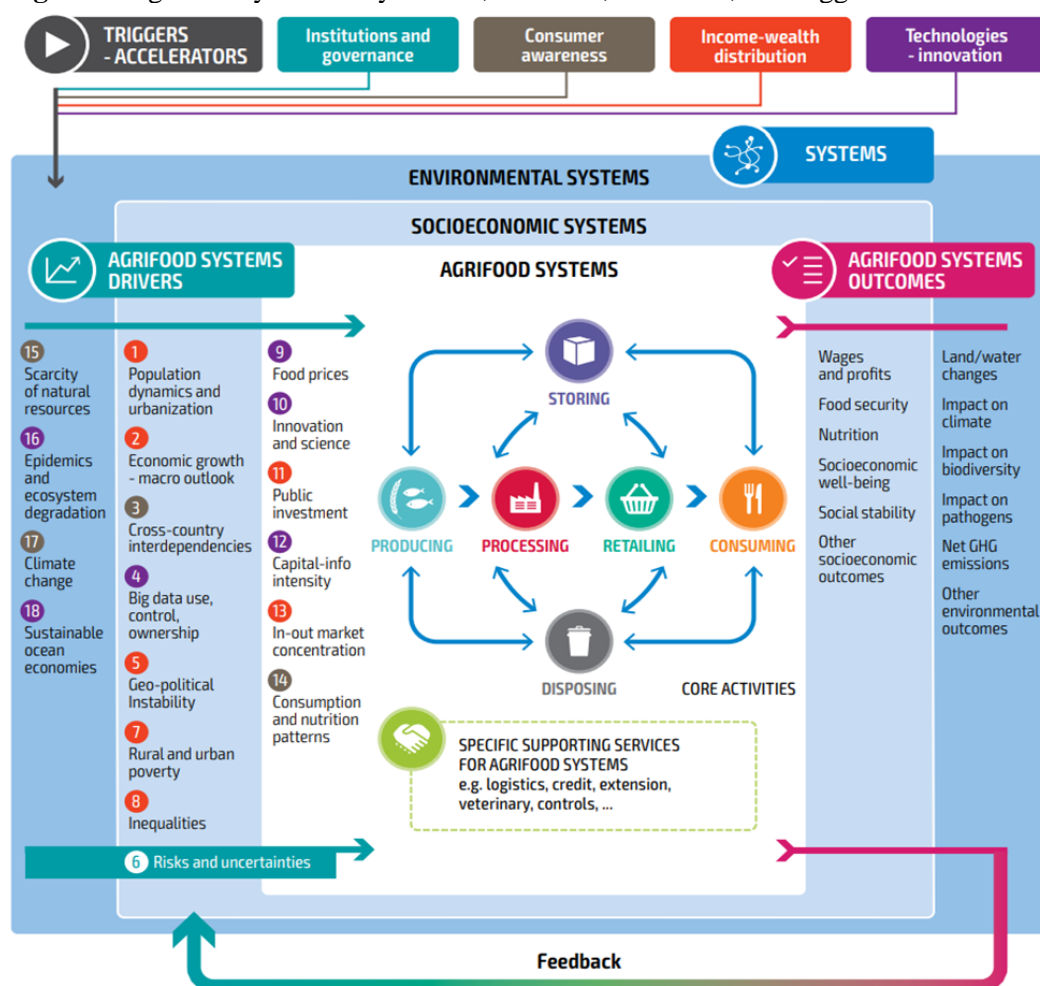 TRIGGERS
- ACCELERATORS
Institutions and
governance
Consumer
awareness
Income-wealth
distribution
Technologies
- innovation
SYSTEMS
ENVIRONMENTAL SYSTEMS
SOCIOECONOMIC SYSTEMS
AGRIFOOD SYSTEMS
AGRIFOOD SYSTEMS
DRIVERS
AGRIFOOD SYSTEMS
OUTCOMES
15
Scarcity
of natural
resources
16
Epidemics
and
ecosystem
degradation
17
Climate
change
18
Sustainable
ocean
economies
1
Population
dynamics and
urbanization
2
Economic growth
- macro outlook
3
Cross-country
interdependencies
4
Big data use,
control,
ownership
5
Geo-political
Instability
7
Rural and urban
poverty
8
Inequalities
6 Risks and uncertainties
9
Food prices
10
Innovation
and science
11
Public
investment
12
Capital-info
intensity
13
In-out market
concentration
14
Consumption
and nutrition
patterns
STORING
PRODUCING
PROCESSING
RETAILING
CONSUMING
DISPOSING
CORE ACTIVITIES
SPECIFIC SUPPORTING SERVICES
FOR AGRIFOOD SYSTEMS
e.g. logistics, credit, extension,
veterinary, controls, ...
Wages
and profits
Food security
Nutrition
Socioeconomic
well-being
Social stability
Other
socioeconomic
outcomes
Land/water
changes
Impact on
climate
Impact on
biodiversity
Impact on
pathogens
Net GHG
emissions
Other
environmental
outcomes
Feedback